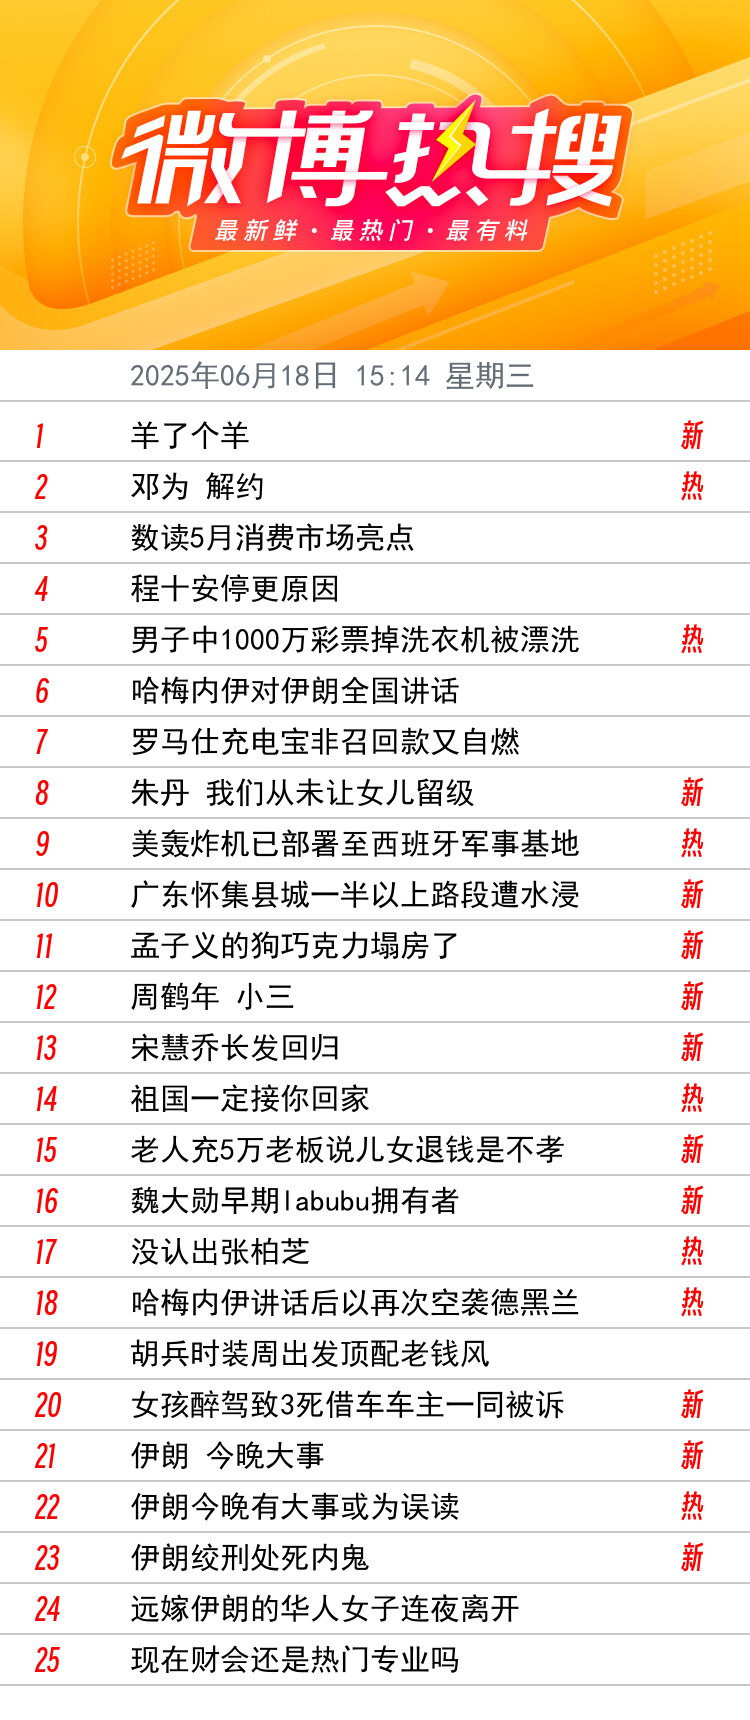 微博热搜
最新鲜·最热门·最有料
2025年06月18日 15:14 星期三
1 羊了个羊 新
2 邓为 解约 热
3 数读5月消费市场亮点
4 程十安停更原因
5 男子中1000万彩票掉洗衣机被漂洗 热
6 哈梅内伊对伊朗全国讲话
7 罗马仕充电宝非召回款又自燃
8 朱丹 我们从未让女儿留级 新
9 美轰炸机已部署至西班牙军事基地 热
10 广东怀集县城一半以上路段遭水浸 新
11 孟子义的狗巧克力塌房了 新
12 周鹤年 小三 新
13 宋慧乔长发回归 新
14 祖国一定接你回家 热
15 老人充5万老板说儿女退钱是不孝 新
16 魏大勋早期labubu拥有者 新
17 没认出张柏芝 热
18 哈梅内伊讲话后以再次空袭德黑兰 热
19 胡兵时装周出发顶配老钱风
20 女孩醉驾致3死借车车主一同被诉 新
21 伊朗 今晚大事 新
22 伊朗今晚有大事或为误读 热
23 伊朗绞刑处死内鬼 新
24 远嫁伊朗的华人女子连夜离开
25 现在财会还是热门专业吗